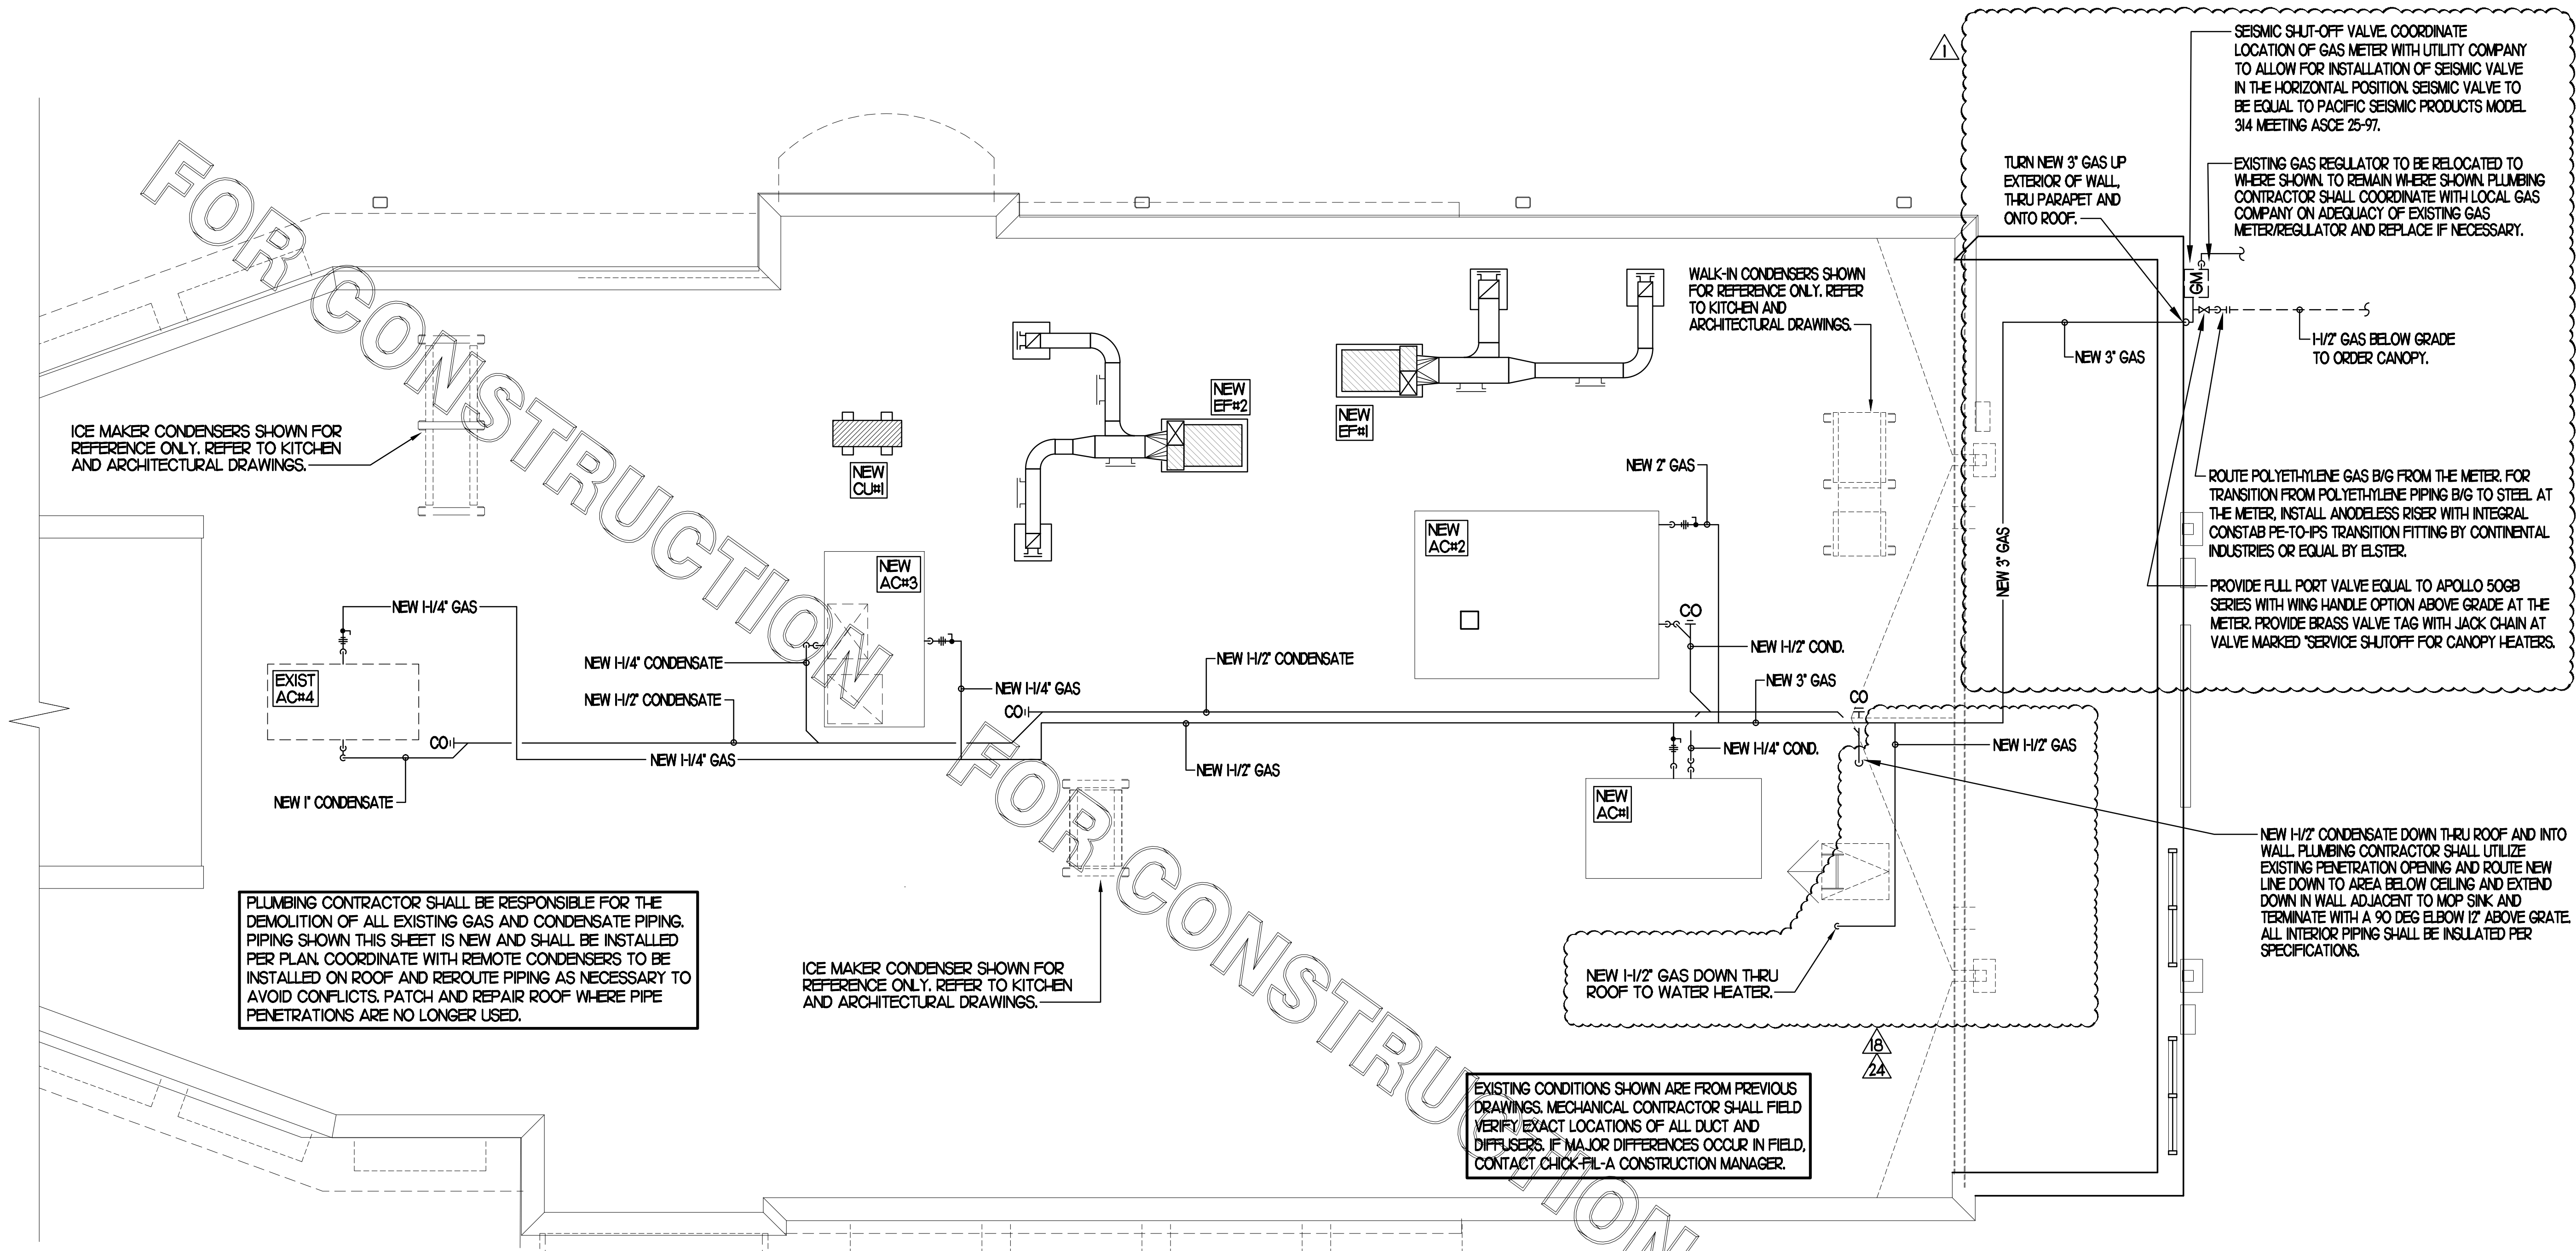 FOR CONSTRUCTION
FOR CONSTRUCTION
1
SEISMIC SHUT-OFF VALVE. COORDINATE
LOCATION OF GAS METER WITH UTILITY COMPANY
TO ALLOW FOR INSTALLATION OF SEISMIC VALVE
IN THE HORIZONTAL POSITION. SEISMIC VALVE TO
BE EQUAL TO PACIFIC SEISMIC PRODUCTS MODEL
314 MEETING ASCE 25-97.
TURN NEW 3" GAS UP
EXTERIOR OF WALL,
THRU PARAPET AND
ONTO ROOF.
EXISTING GAS REGULATOR TO BE RELOCATED TO
WHERE SHOWN. TO REMAIN WHERE SHOWN. PLUMBING
CONTRACTOR SHALL COORDINATE WITH LOCAL GAS
COMPANY ON ADEQUACY OF EXISTING GAS
METER/REGULATOR AND REPLACE IF NECESSARY.
GM
WALK-IN CONDENSERS SHOWN
FOR REFERENCE ONLY. REFER
TO KITCHEN AND
ARCHITECTURAL DRAWINGS.
NEW 3" GAS
1-1/2" GAS BELOW GRADE
TO ORDER CANOPY.
NEW
EF#2
NEW
EF#1
ICE MAKER CONDENSERS SHOWN FOR
REFERENCE ONLY. REFER TO KITCHEN
AND ARCHITECTURAL DRAWINGS.
NEW
CU#1
NEW 2" GAS
ROUTE POLYETHYLENE GAS B/G FROM THE METER. FOR
TRANSITION FROM POLYETHYLENE PIPING B/G TO STEEL AT
THE METER, INSTALL ANODELESS RISER WITH INTEGRAL
CONSTAB PE-TO-IPS TRANSITION FITTING BY CONTINENTAL
INDUSTRIES OR EQUAL BY ELSTER.
NEW
AC#2
NEW
AC#3
NEW 3" GAS
PROVIDE FULL PORT VALVE EQUAL TO APOLLO 50GB
SERIES WITH WING HANDLE OPTION ABOVE GRADE AT THE
METER. PROVIDE BRASS VALVE TAG WITH JACK CHAIN AT
VALVE MARKED "SERVICE SHUTOFF FOR CANOPY HEATERS.
NEW 1-1/4" GAS
CO
NEW 1-1/2" COND.
NEW 1-1/4" CONDENSATE
NEW 1-1/2" CONDENSATE
EXIST
AC#4
NEW 3" GAS
NEW 1-1/4" GAS
NEW 1-1/2" CONDENSATE
CO
CO
CO
NEW 1-1/4" GAS
NEW 1-1/2" GAS
NEW 1-1/4" COND.
NEW 1-1/2" GAS
NEW 1" CONDENSATE
NEW
AC#1
NEW 1-1/2" CONDENSATE DOWN THRU ROOF AND INTO
WALL. PLUMBING CONTRACTOR SHALL UTILIZE
EXISTING PENETRATION OPENING AND ROUTE NEW
LINE DOWN TO AREA BELOW CEILING AND EXTEND
DOWN IN WALL ADJACENT TO MOP SINK AND
TERMINATE WITH A 90 DEG ELBOW 12" ABOVE GRATE.
ALL INTERIOR PIPING SHALL BE INSULATED PER
SPECIFICATIONS.
PLUMBING CONTRACTOR SHALL BE RESPONSIBLE FOR THE
DEMOLITION OF ALL EXISTING GAS AND CONDENSATE PIPING.
PIPING SHOWN THIS SHEET IS NEW AND SHALL BE INSTALLED
PER PLAN. COORDINATE WITH REMOTE CONDENSERS TO BE
INSTALLED ON ROOF AND REROUTE PIPING AS NECESSARY TO
AVOID CONFLICTS. PATCH AND REPAIR ROOF WHERE PIPE
PENETRATIONS ARE NO LONGER USED.
ICE MAKER CONDENSER SHOWN FOR
REFERENCE ONLY. REFER TO KITCHEN
AND ARCHITECTURAL DRAWINGS.
NEW 1-1/2" GAS DOWN THRU
ROOF TO WATER HEATER.
18
24
EXISTING CONDITIONS SHOWN ARE FROM PREVIOUS
DRAWINGS. MECHANICAL CONTRACTOR SHALL FIELD
VERIFY EXACT LOCATIONS OF ALL DUCT AND
DIFFUSERS. IF MAJOR DIFFERENCES OCCUR IN FIELD,
CONTACT CHICK-FIL-A CONSTRUCTION MANAGER.